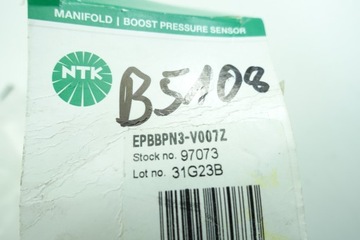 MANIFOLD | BOOST PRESSURE SENSOR
NTK
B5108
EPBBPN3-V007Z
Stock no. 97073
Lot no. 31G23B